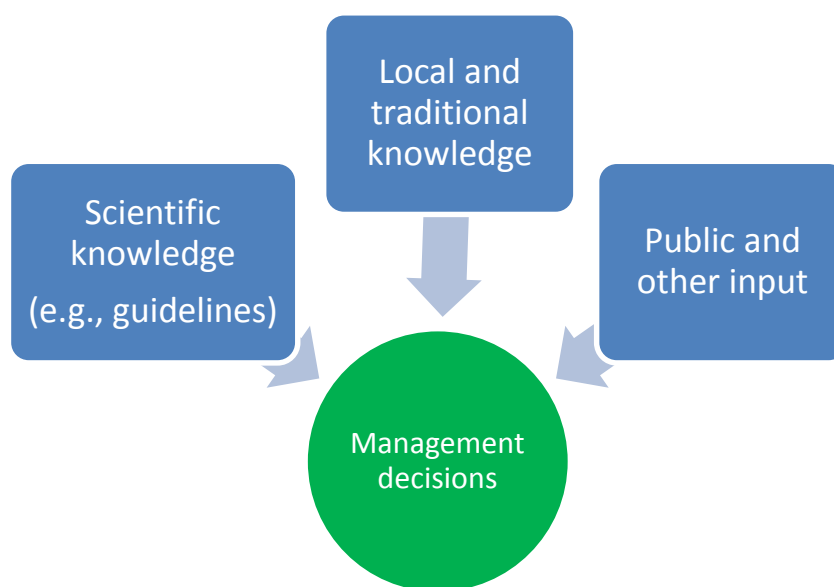 Local and
traditional
knowledge
Scientific
knowledge
(e.g., guidelines)
Public and
other input
Management
decisions